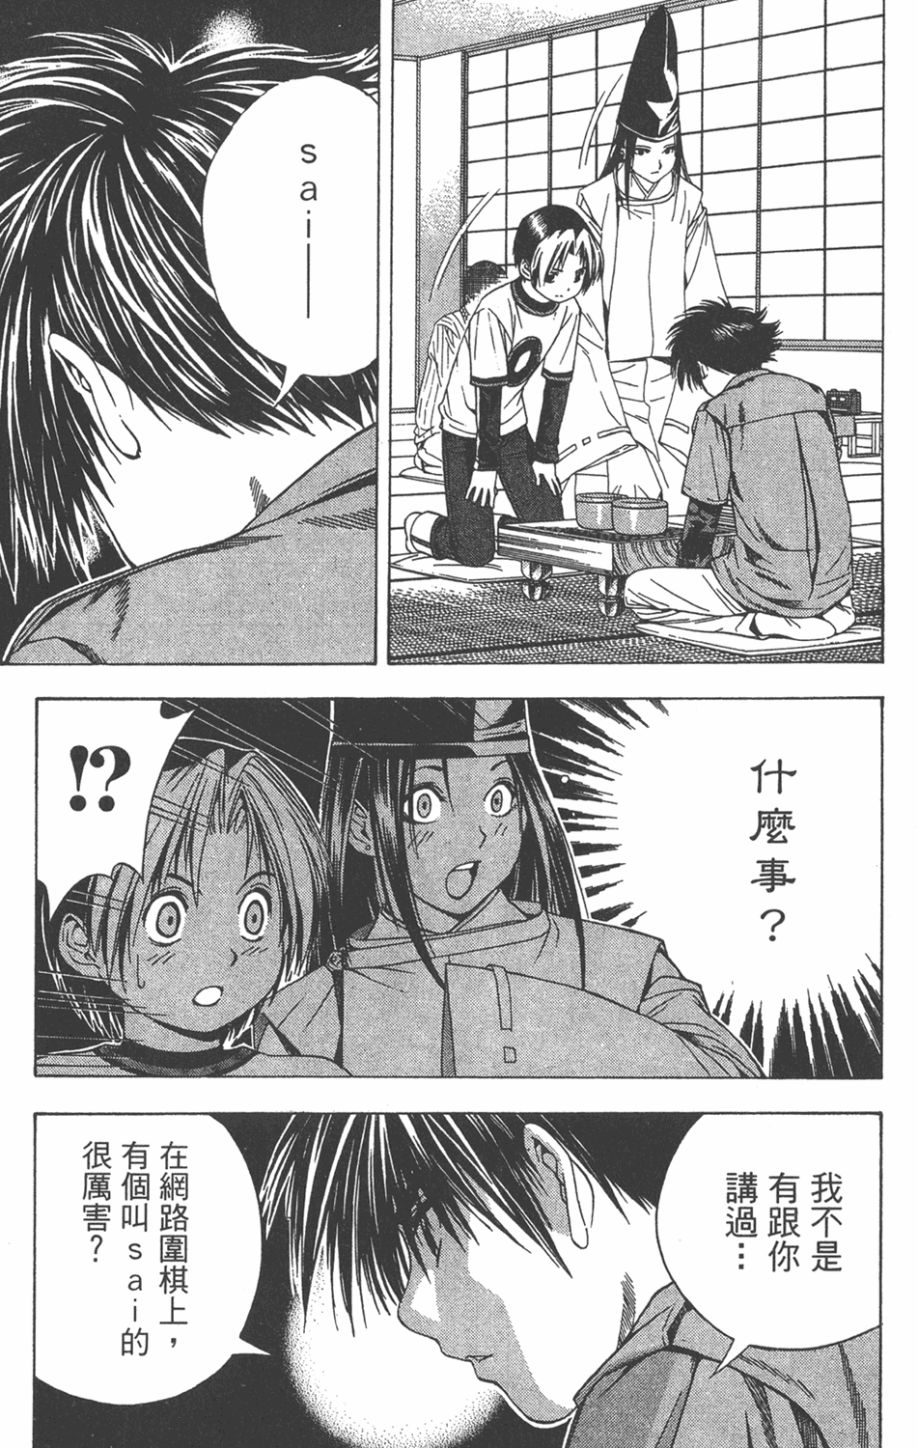 sai──
什麼事？
!?
我不是
有跟你
講過…
在網路圍棋上，
有個叫sai的
很厲害？